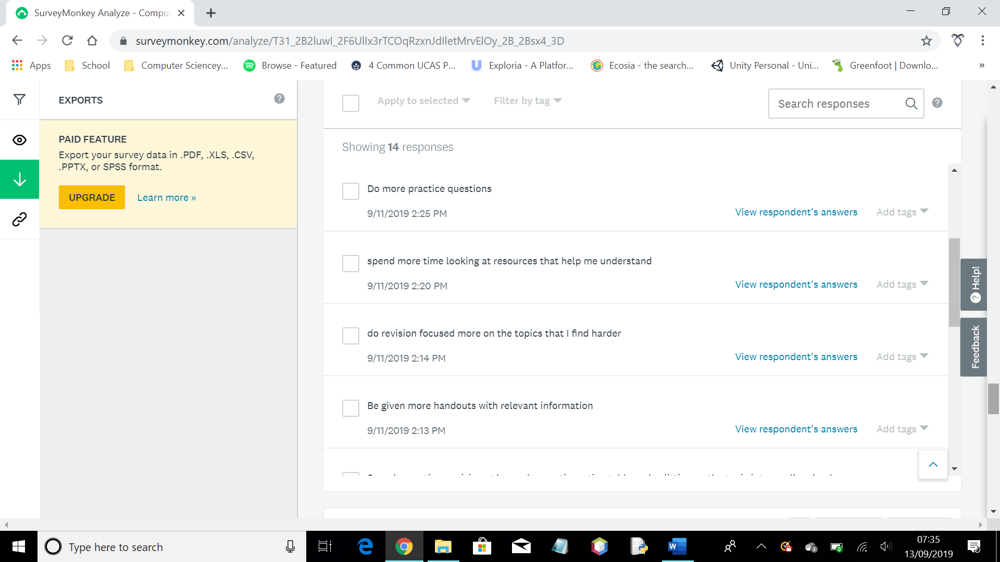 SurveyMonkey Analyze - Compu
surveymonkey.com/analyze/T31_2B2luwI_2F6UlIx3rTCOqRzxnJdIletMrvElOy_2B_2Bsx4_3D
Apps
School
Computer Sciencey...
Browse - Featured
4 Common UCAS P...
Exploria - A Platfor...
Ecosia - the search...
Unity Personal - Uni...
Greenfoot | Downlo...
»
EXPORTS
PAID FEATURE
Export your survey data in .PDF, .XLS, .CSV,
.PPTX, or SPSS format.
UPGRADE
Learn more »
Apply to selected
Filter by tag
Search responses
Showing 14 responses
Do more practice questions
9/11/2019 2:25 PM
View respondent's answers
Add tags
spend more time looking at resources that help me understand
9/11/2019 2:20 PM
View respondent's answers
Add tags
do revision focused more on the topics that I find harder
9/11/2019 2:14 PM
View respondent's answers
Add tags
Be given more handouts with relevant information
9/11/2019 2:13 PM
View respondent's answers
Add tags
Help!
Feedback
Type here to search
07:35
13/09/2019